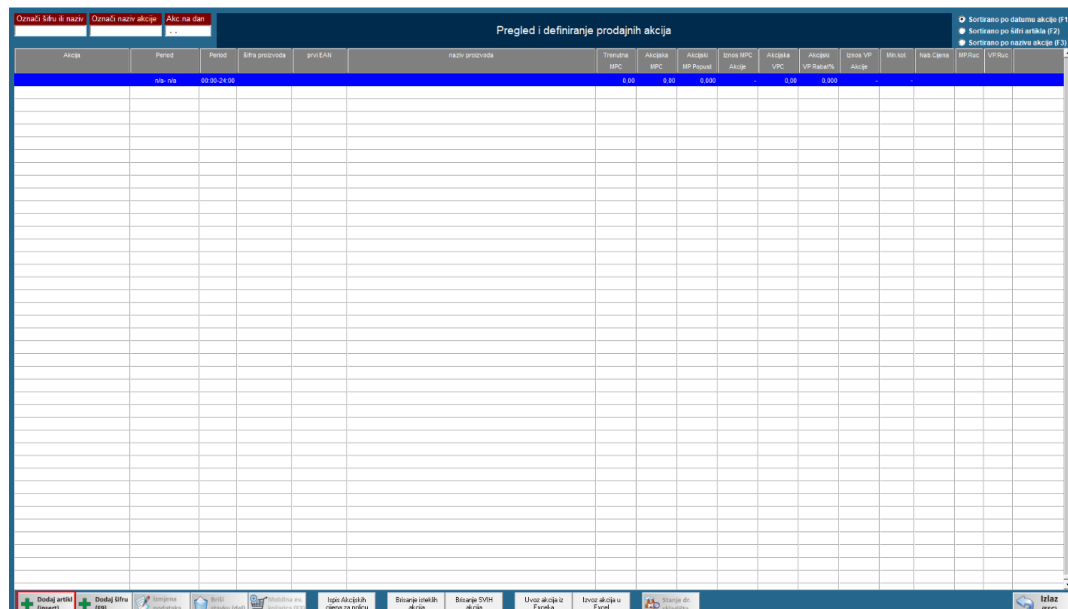 Označi šifru ili naziv Označi naziv akcije Akc.na dan
. .
Pregled i definiranje prodajnih akcija
Sortirano po datumu akcije (F1
Sortirano po šifri artikla (F2)
Sortirano po nazivu akcije (F3)
Akcija Period Period Šifra proizvoda prvi EAN naziv proizvoda Trenutna MPC Akcijska MPC Akcijski MP Popust Iznos MPC Akcije Akcijski VPC Akcijski VP Rabat% Iznos VP Akcije Min.kol Nab.Cijena MP.Ruc VP.Ruc
n/a- n/a 00:00-24:00 0,00 0,00 0,000 - 0,00 0,000 - -
Dodaj artikl (insert)
Dodaj šifru (F9)
Izmjena podataka
Briši
Ispis Akcijskih cijena za policu
Brisanje isteklih akcija
Brisanje SVIH akcija
Uvoz akcija iz Excela
Izvoz akcija u Excel
Stanje dr.
Izlaz